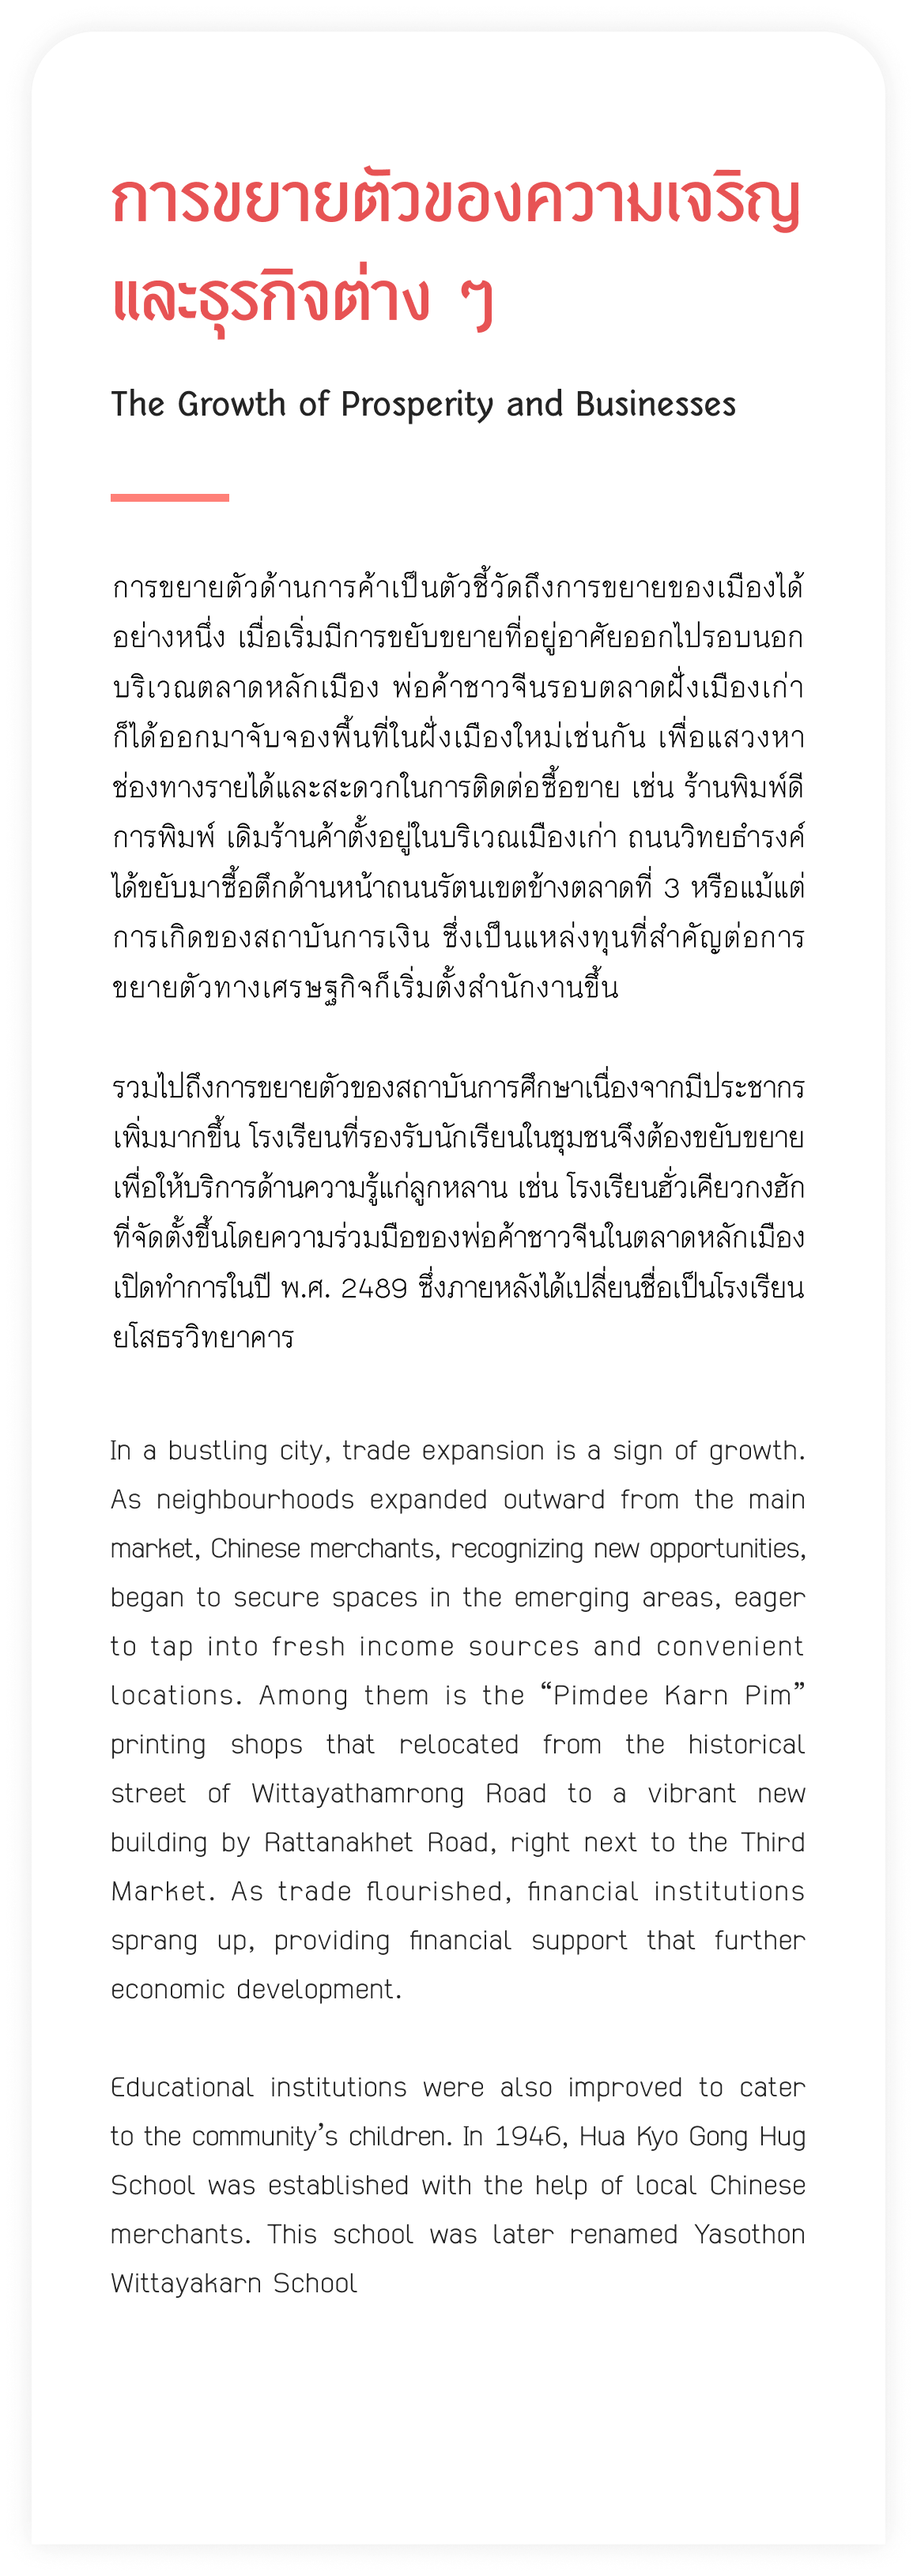 การขยายตัวของความเจริญ
และธุรกิจต่าง ๆ
The Growth of Prosperity and Businesses
การขยายตัวด้านการค้าเป็นตัวชี้วัดถึงการขยายของเมืองได้
อย่างหนึ่ง เมื่อเริ่มมีการขยับขยายที่อยู่อาศัยออกไปรอบนอก
บริเวณตลาดหลักเมือง พ่อค้าชาวจีนรอบตลาดฝั่งเมืองเก่า
ก็ได้ออกมาจับจองพื้นที่ในฝั่งเมืองใหม่เช่นกัน เพื่อแสวงหา
ช่องทางรายได้และสะดวกในการติดต่อซื้อขาย เช่น ร้านพิมพ์ดี
การพิมพ์ เดิมร้านค้าตั้งอยู่ในบริเวณเมืองเก่า ถนนวิทยธำรงค์
ได้ขยับมาซื้อตึกด้านหน้าถนนรัตนเขตข้างตลาดที่ 3 หรือแม้แต่
การเกิดของสถาบันการเงิน ซึ่งเป็นแหล่งทุนที่สำคัญต่อการ
ขยายตัวทางเศรษฐกิจก็เริ่มตั้งสำนักงานขึ้น
รวมไปถึงการขยายตัวของสถาบันการศึกษาเนื่องจากมีประชากร
เพิ่มมากขึ้น โรงเรียนที่รองรับนักเรียนในชุมชนจึงต้องขยับขยาย
เพื่อให้บริการด้านความรู้แก่ลูกหลาน เช่น โรงเรียนฮั่วเคียวกงฮัก
ที่จัดตั้งขึ้นโดยความร่วมมือของพ่อค้าชาวจีนในตลาดหลักเมือง
เปิดทำการในปี พ.ศ. 2489 ซึ่งภายหลังได้เปลี่ยนชื่อเป็นโรงเรียน
ยโสธรวิทยาคาร
In a bustling city, trade expansion is a sign of growth.
As neighbourhoods expanded outward from the main
market, Chinese merchants, recognizing new opportunities,
began to secure spaces in the emerging areas, eager
to tap into fresh income sources and convenient
locations. Among them is the “Pimdee Karn Pim”
printing shops that relocated from the historical
street of Wittayathamrong Road to a vibrant new
building by Rattanakhet Road, right next to the Third
Market. As trade flourished, financial institutions
sprang up, providing financial support that further
economic development.
Educational institutions were also improved to cater
to the community’s children. In 1946, Hua Kyo Gong Hug
School was established with the help of local Chinese
merchants. This school was later renamed Yasothon
Wittayakarn School